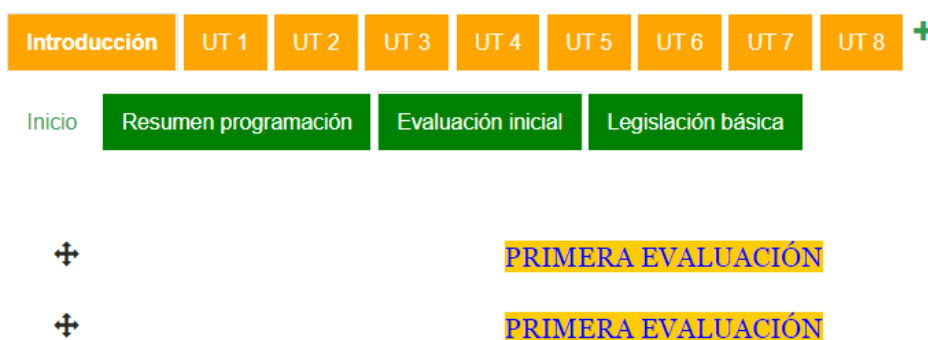 Introducción UT 1 UT 2 UT 3 UT 4 UT 5 UT 6 UT 7 UT 8
Inicio Resumen programación Evaluación inicial Legislación básica
PRIMERA EVALUACIÓN
PRIMERA EVALUACIÓN